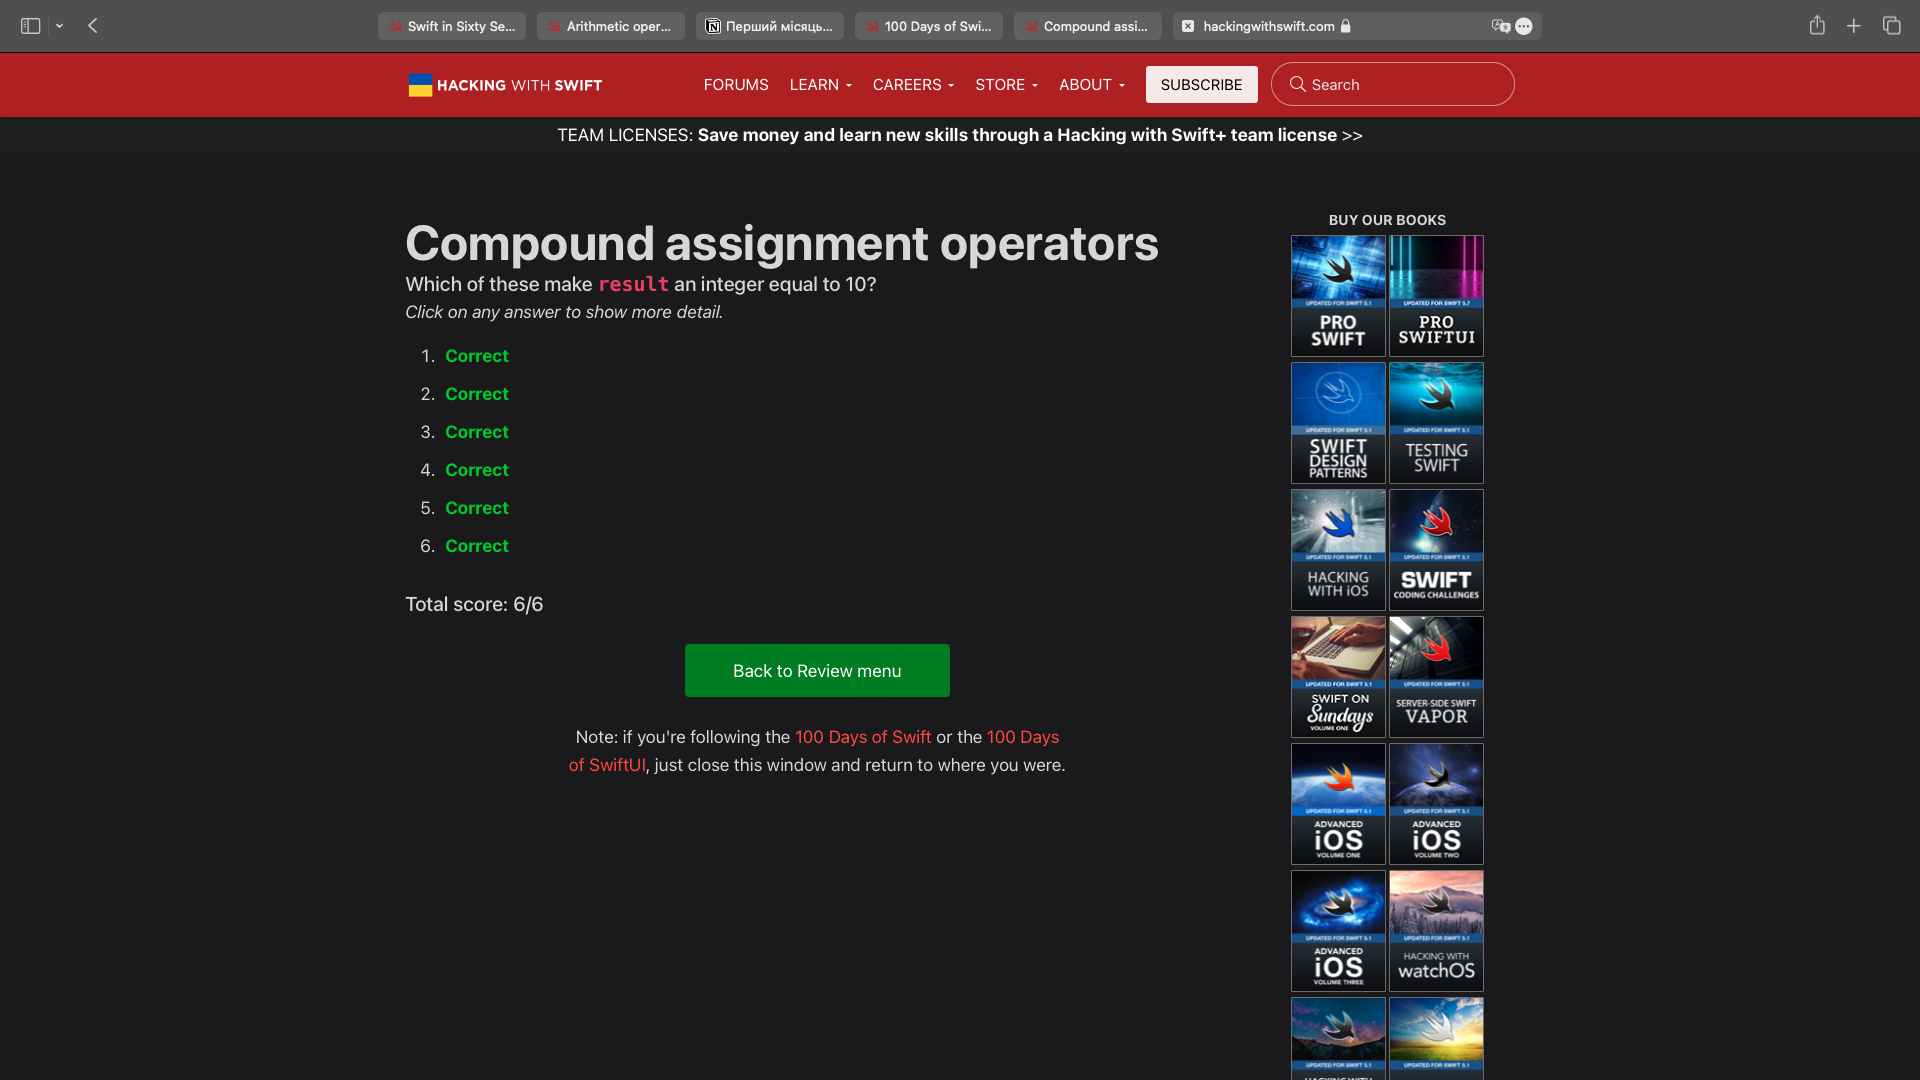 Swift in Sixty Se...
Arithmetic oper...
Перший місяць...
100 Days of Swi...
Compound assi...
hackingwithswift.com
HACKING WITH SWIFT
FORUMS
LEARN
CAREERS
STORE
ABOUT
SUBSCRIBE
Search
TEAM LICENSES: Save money and learn new skills through a Hacking with Swift+ team license >>
Compound assignment operators
Which of these make result an integer equal to 10?
Click on any answer to show more detail.
1. Correct
2. Correct
3. Correct
4. Correct
5. Correct
6. Correct
Total score: 6/6
Back to Review menu
Note: if you're following the 100 Days of Swift or the 100 Days
of SwiftUI, just close this window and return to where you were.
BUY OUR BOOKS
UPDATED FOR SWIFT 5.1
PRO
SWIFT
UPDATED FOR SWIFT 5.7
PRO
SWIFTUI
UPDATED FOR SWIFT 5.1
SWIFT
DESIGN
PATTERNS
UPDATED FOR SWIFT 5.1
TESTING
SWIFT
UPDATED FOR SWIFT 5.1
HACKING
WITH iOS
UPDATED FOR SWIFT 5.1
SWIFT
CODING CHALLENGES
UPDATED FOR SWIFT 5.1
SWIFT ON
Sundays
VOLUME ONE
UPDATED FOR SWIFT 5.1
SERVER-SIDE SWIFT
VAPOR
UPDATED FOR SWIFT 5.1
ADVANCED
iOS
VOLUME ONE
UPDATED FOR SWIFT 5.1
ADVANCED
iOS
VOLUME TWO
UPDATED FOR SWIFT 5.1
ADVANCED
iOS
VOLUME THREE
UPDATED FOR SWIFT 5.1
HACKING WITH
watchOS
UPDATED FOR SWIFT 5.1
HACKING WITH
UPDATED FOR SWIFT 5.1